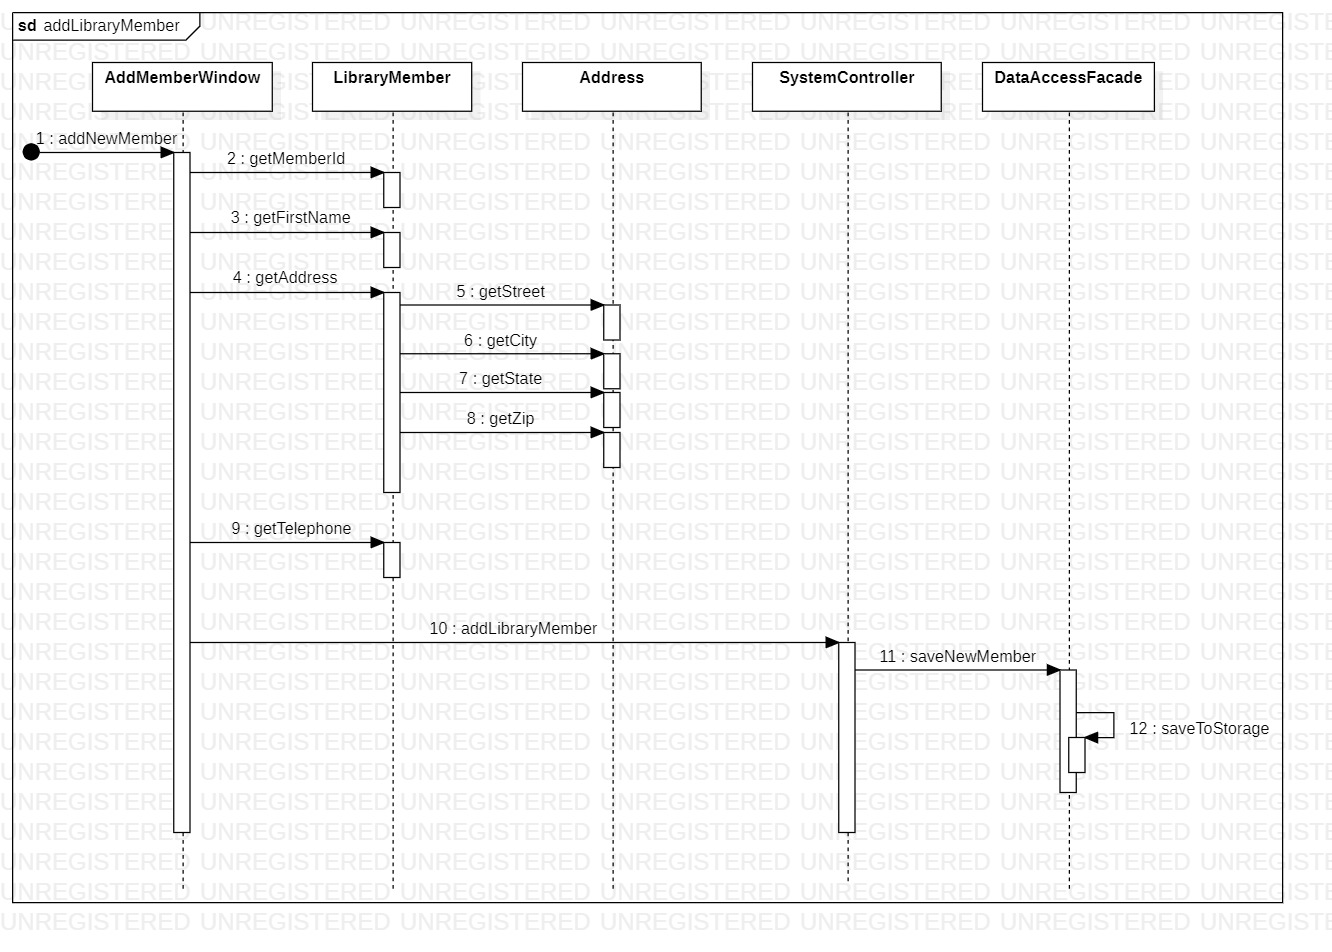 sd addLibraryMember
AddMemberWindow
LibraryMember
Address
SystemController
DataAccessFacade
1 : addNewMember
2 : getMemberId
3 : getFirstName
4 : getAddress
5 : getStreet
6 : getCity
7 : getState
8 : getZip
9 : getTelephone
10 : addLibraryMember
11 : saveNewMember
12 : saveToStorage
UNREGISTERED